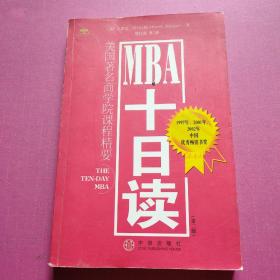 MBA
十日读
美国著名商学院课程精要
(THE
TEN-DAY
MBA)
1997年、2000年
2002年
中国
优秀畅销书奖
中信出版社